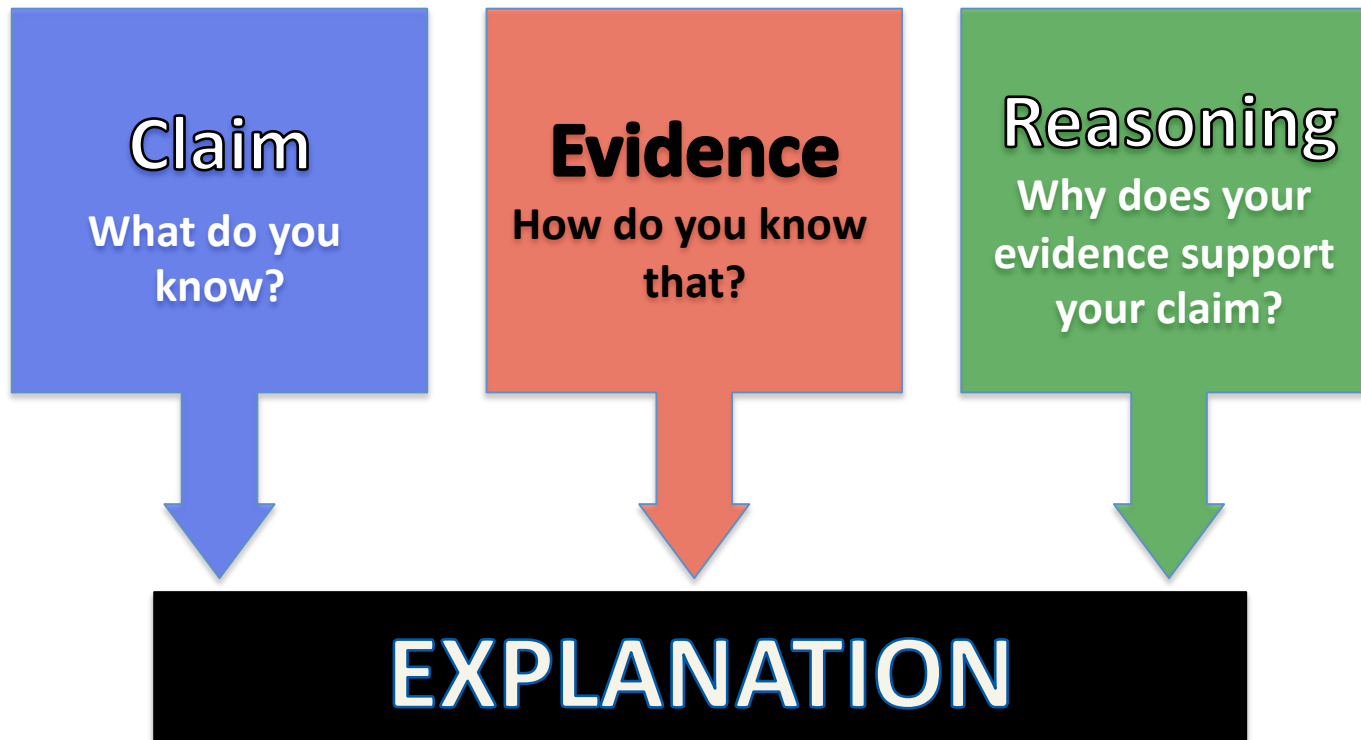 Claim
What do you
know?
Evidence
How do you know
that?
Reasoning
Why does your
evidence support
your claim?
EXPLANATION